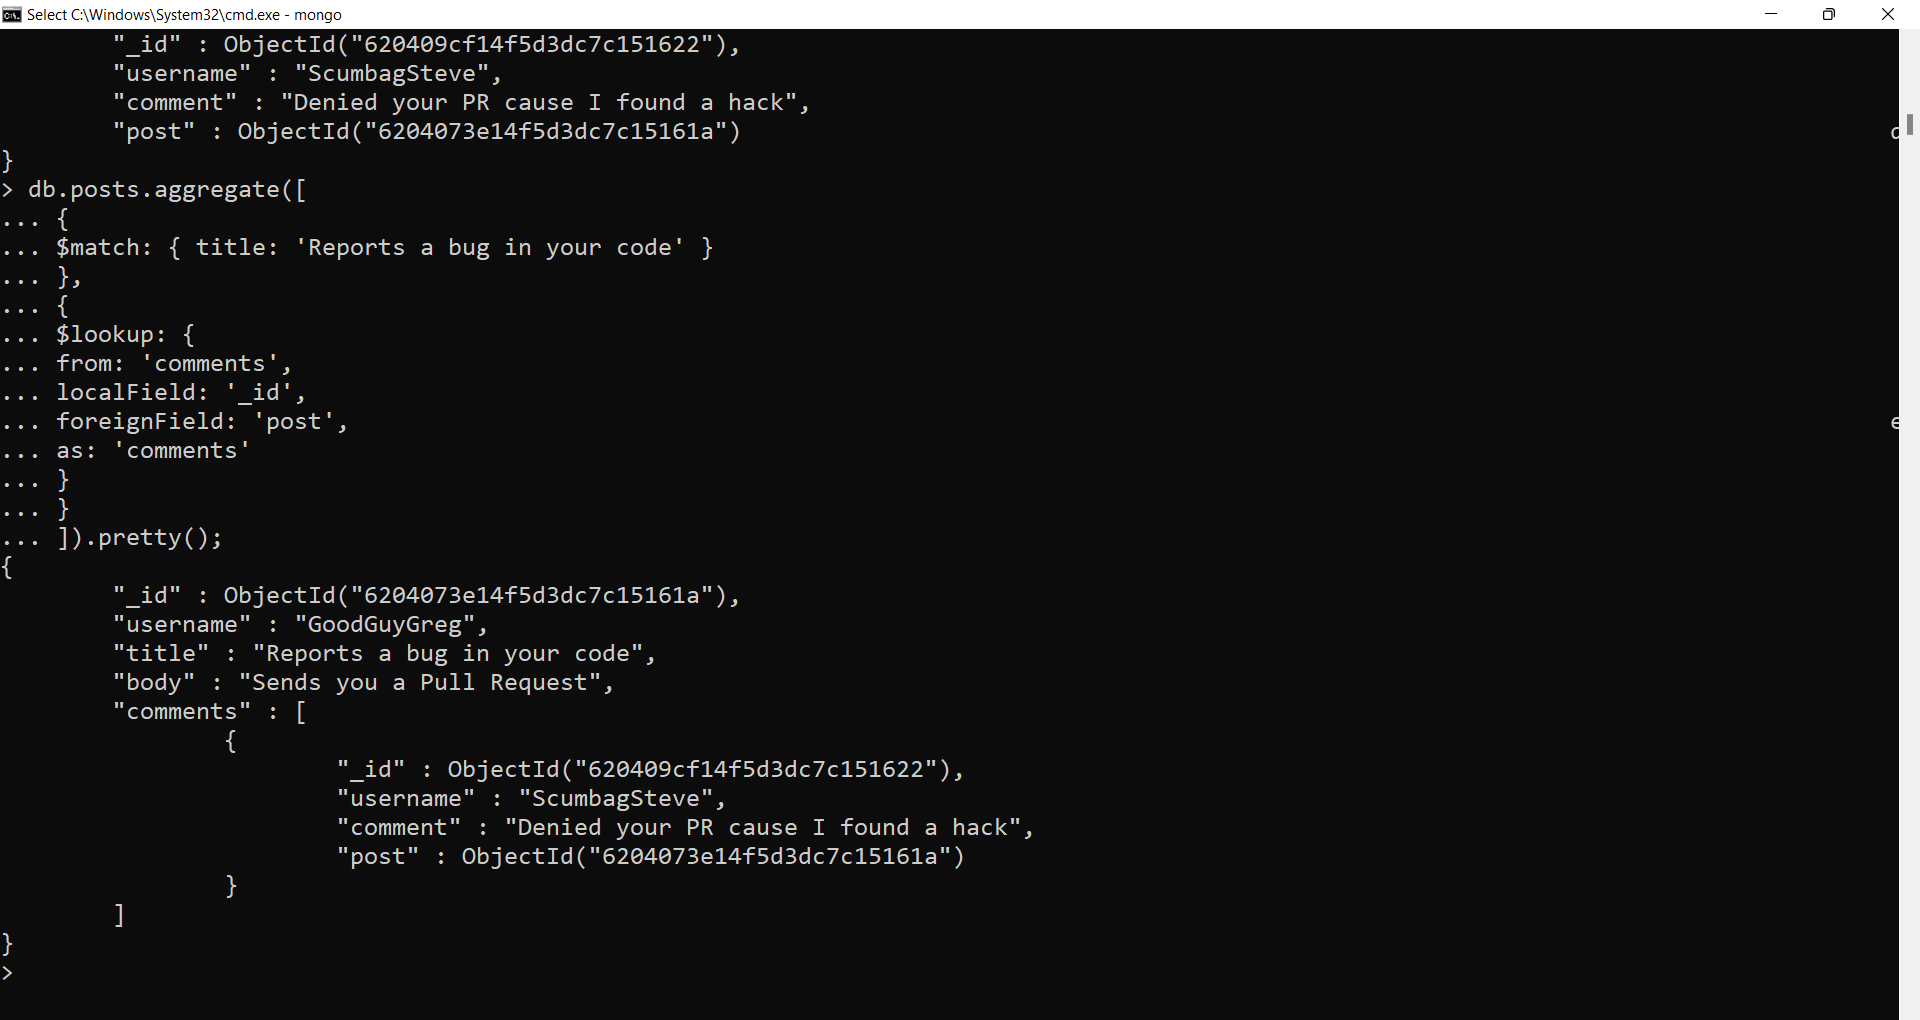 Select C:\Windows\System32\cmd.exe - mongo
"_id" : ObjectId("620409cf14f5d3dc7c151622"),
"username" : "ScumbagSteve",
"comment" : "Denied your PR cause I found a hack",
"post" : ObjectId("6204073e14f5d3dc7c15161a")
}
> db.posts.aggregate([
... {
... $match: { title: 'Reports a bug in your code' }
... },
... {
... $lookup: {
... from: 'comments',
... localField: '_id',
... foreignField: 'post',
... as: 'comments'
... }
... }
... ]).pretty();
{
"_id" : ObjectId("6204073e14f5d3dc7c15161a"),
"username" : "GoodGuyGreg",
"title" : "Reports a bug in your code",
"body" : "Sends you a Pull Request",
"comments" : [
{
"_id" : ObjectId("620409cf14f5d3dc7c151622"),
"username" : "ScumbagSteve",
"comment" : "Denied your PR cause I found a hack",
"post" : ObjectId("6204073e14f5d3dc7c15161a")
}
]
}
>